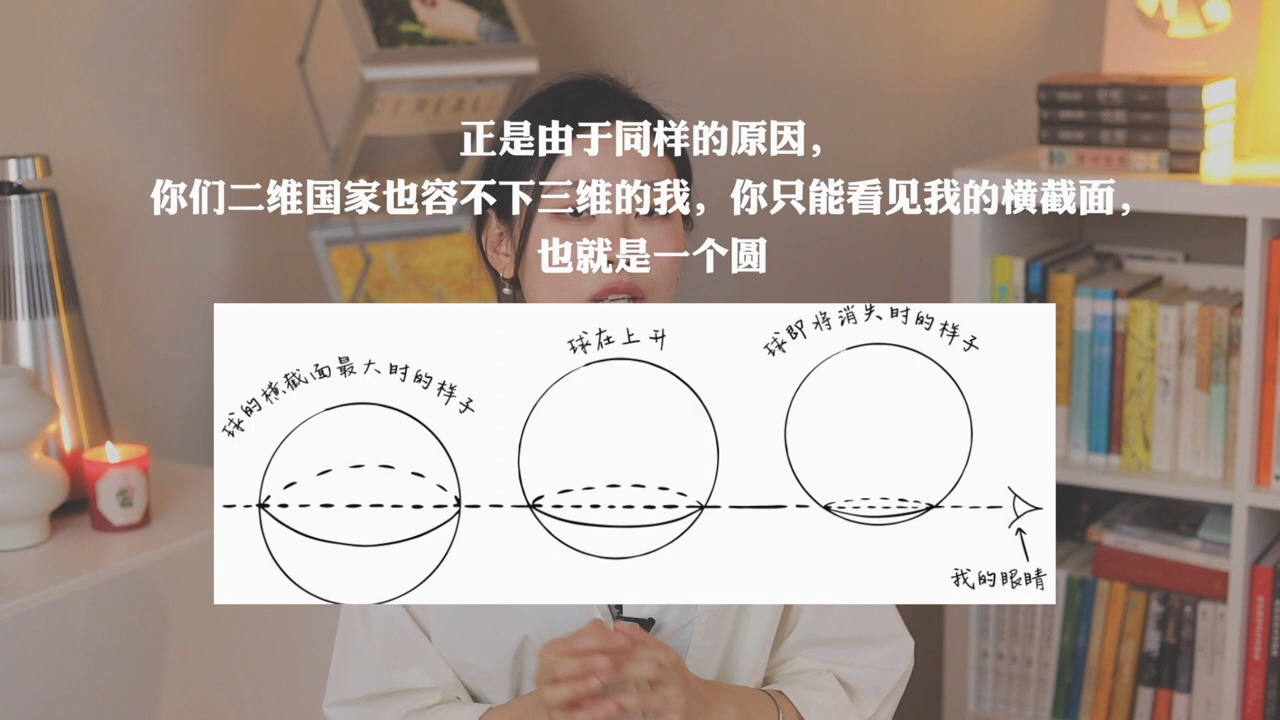 CEREALZ
正是由于同样的原因，
你们二维国家也容不下三维的我，你只能看见我的横截面，
也就是一个圆
球的横截面最大时的样子
球在上升
球即将消失时的样子
我的眼睛